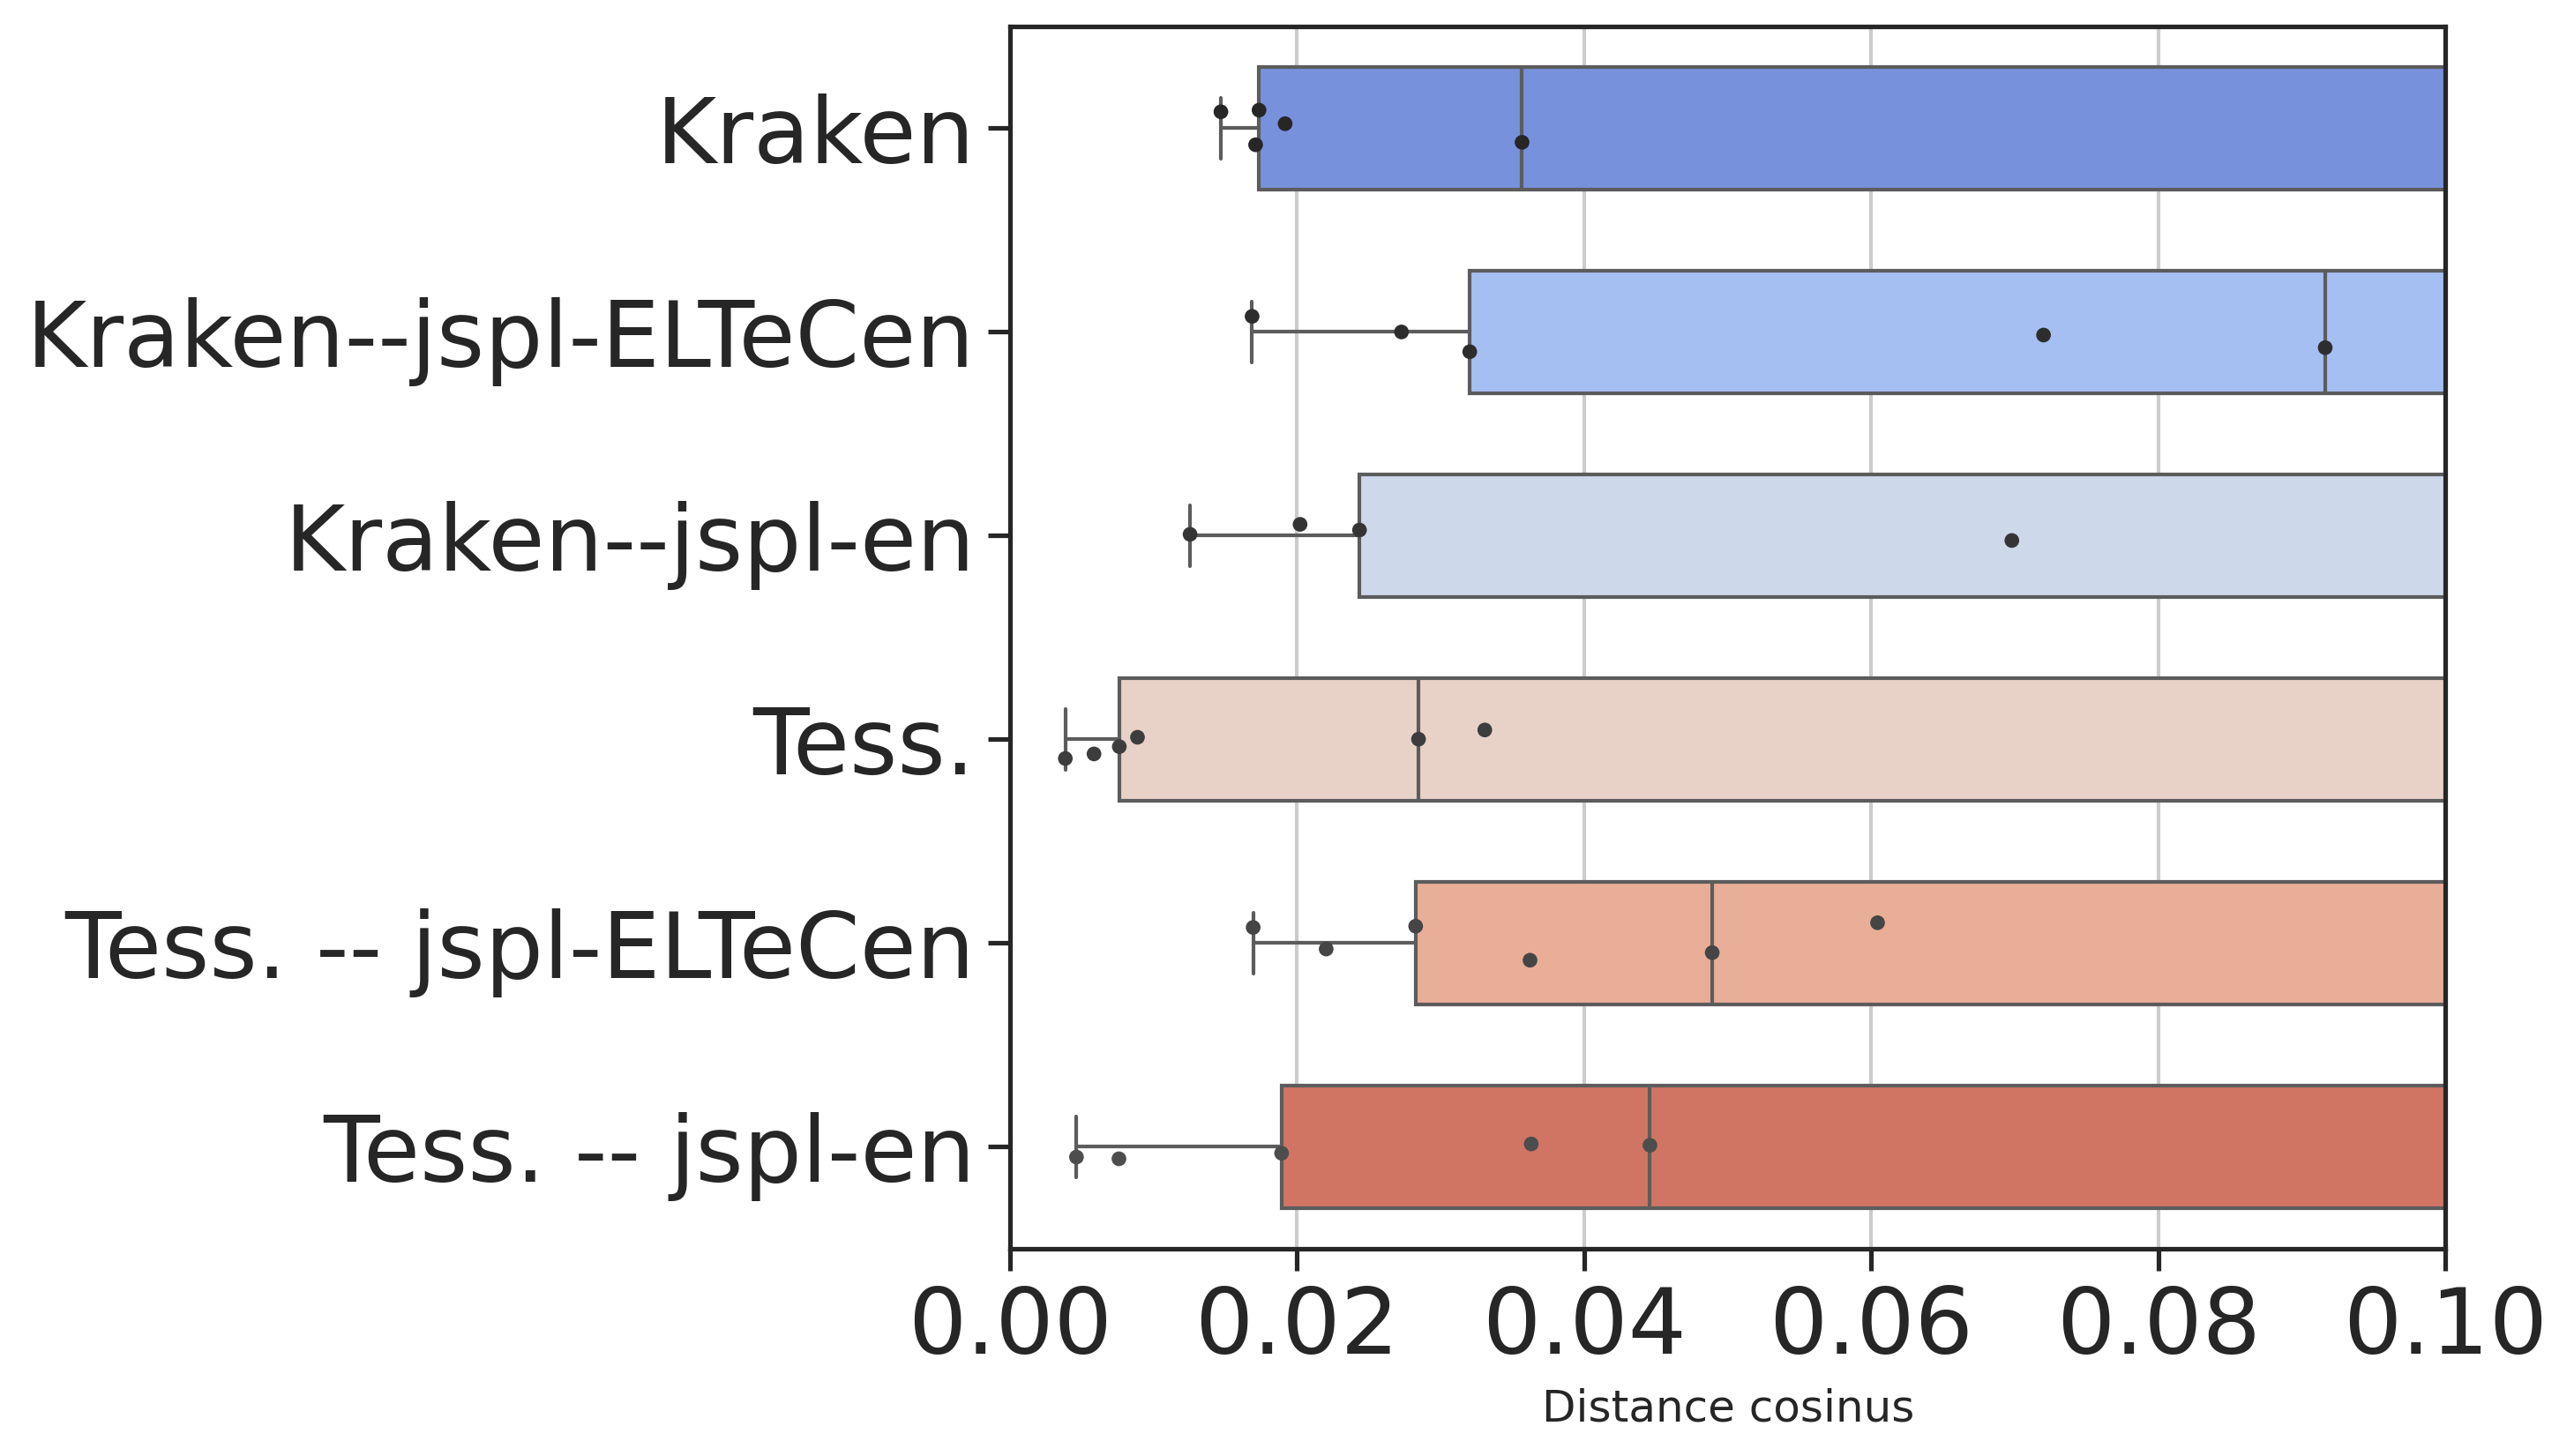 Kraken
Kraken--jspl-ELTeCen
Kraken--jspl-en
Tess.
Tess. -- jspl-ELTeCen
Tess. -- jspl-en
0.00 0.02 0.04 0.06 0.08 0.10
Distance cosinus